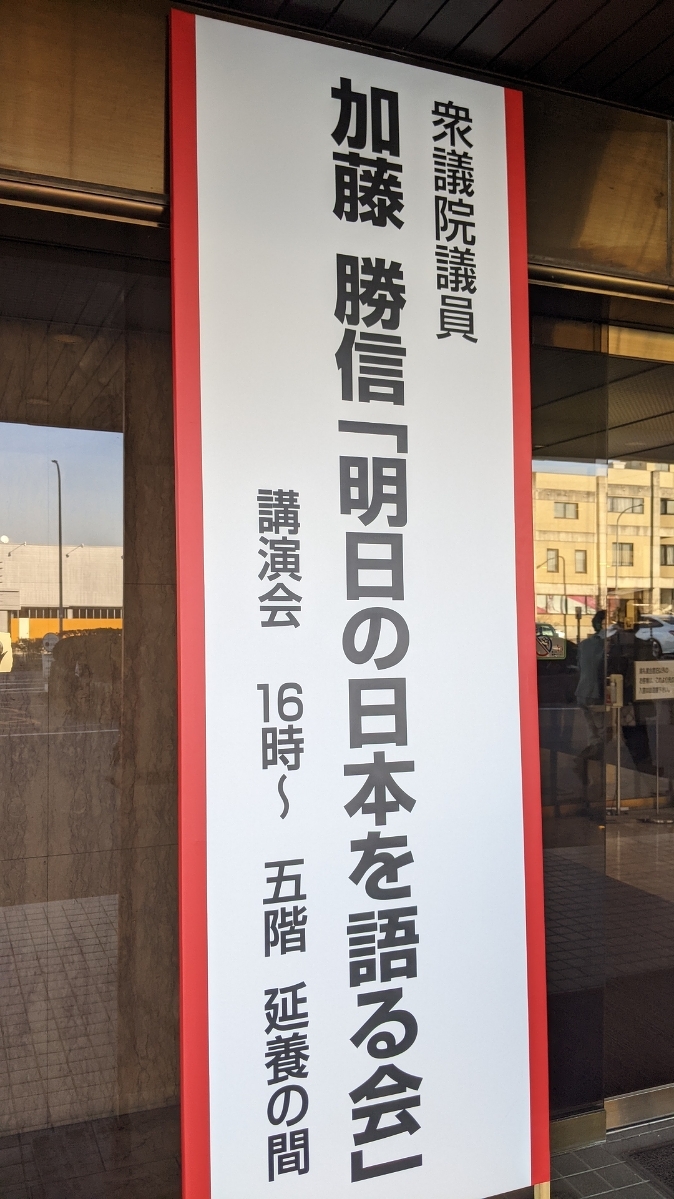 衆議院議員
加藤 勝信「明日の日本を語る会」
講演会 16時～ 五階 延養の間